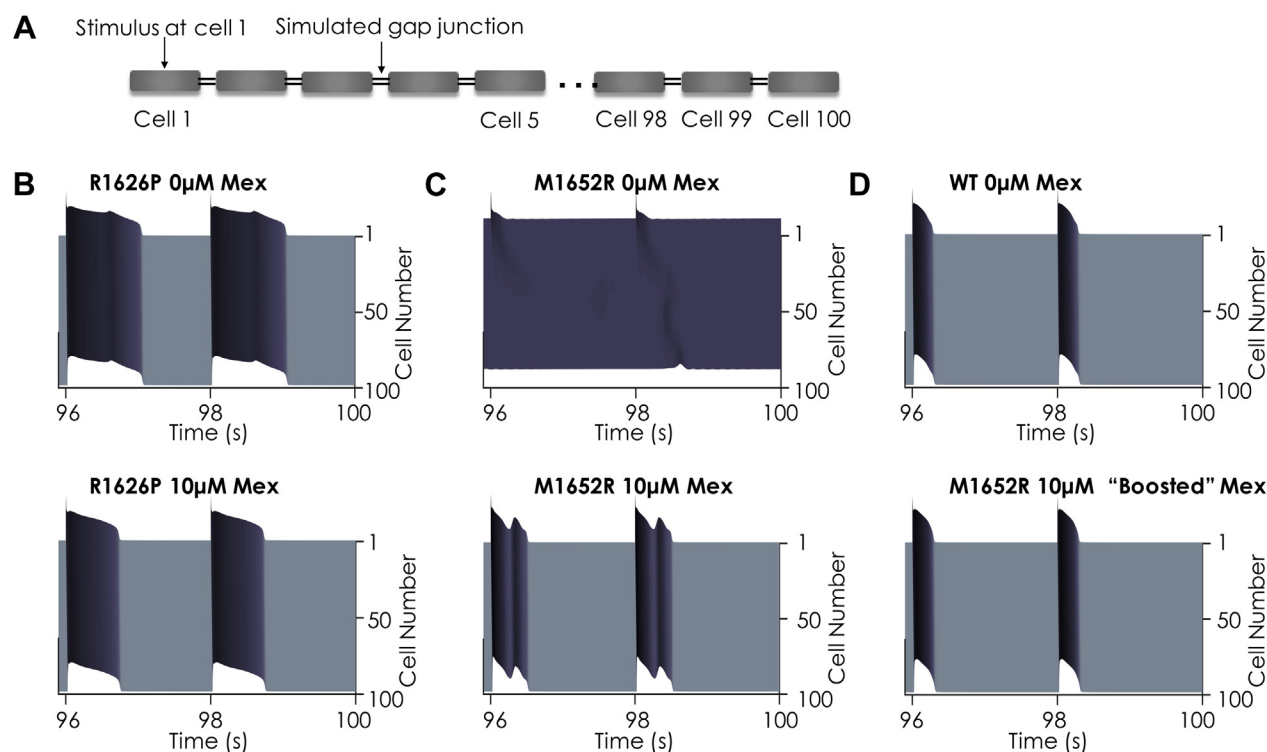 A
Stimulus at cell 1 Simulated gap junction
. . .
Cell 1 Cell 5 Cell 98 Cell 99 Cell 100
B R1626P 0µM Mex
1
50
100
Cell Number
96 98 100
Time (s)
C M1652R 0µM Mex
1
50
100
Cell Number
96 98 100
Time (s)
D WT 0µM Mex
1
50
100
Cell Number
96 98 100
Time (s)
R1626P 10µM Mex
1
50
100
Cell Number
96 98 100
Time (s)
M1652R 10µM Mex
1
50
100
Cell Number
96 98 100
Time (s)
M1652R 10µM “Boosted” Mex
1
50
100
Cell Number
96 98 100
Time (s)